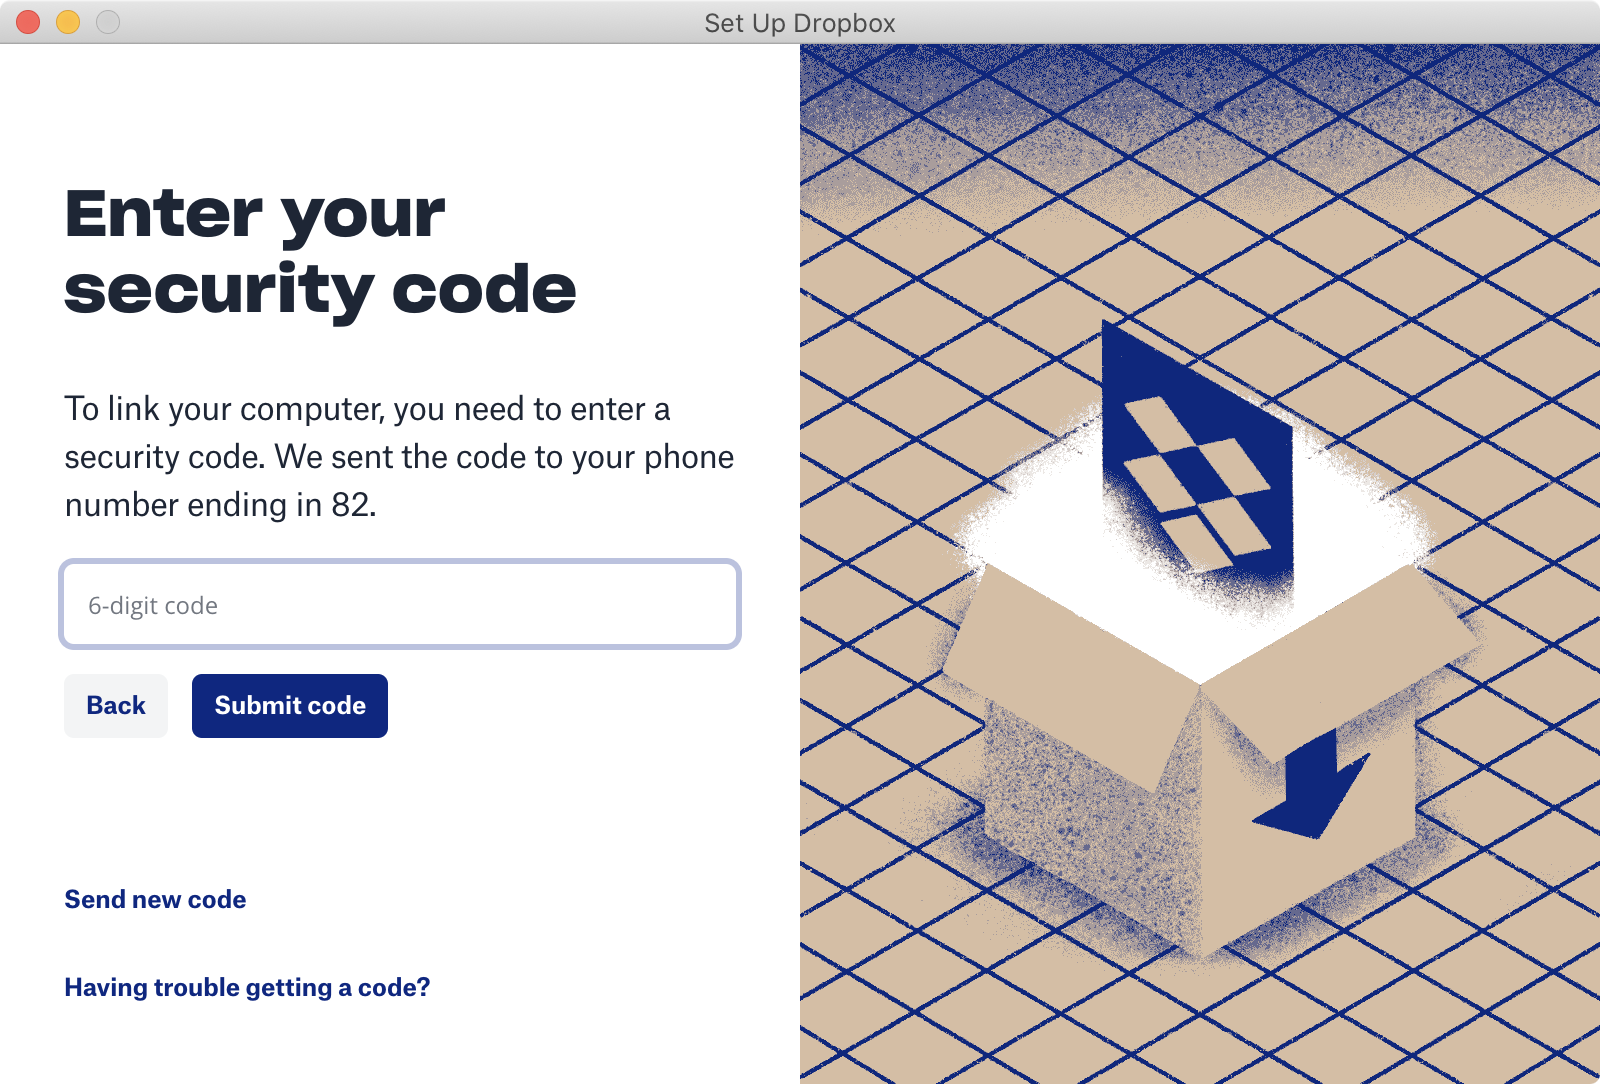 Set Up Dropbox
Enter your
security code
To link your computer, you need to enter a
security code. We sent the code to your phone
number ending in 82.
6-digit code
Back
Submit code
Send new code
Having trouble getting a code?